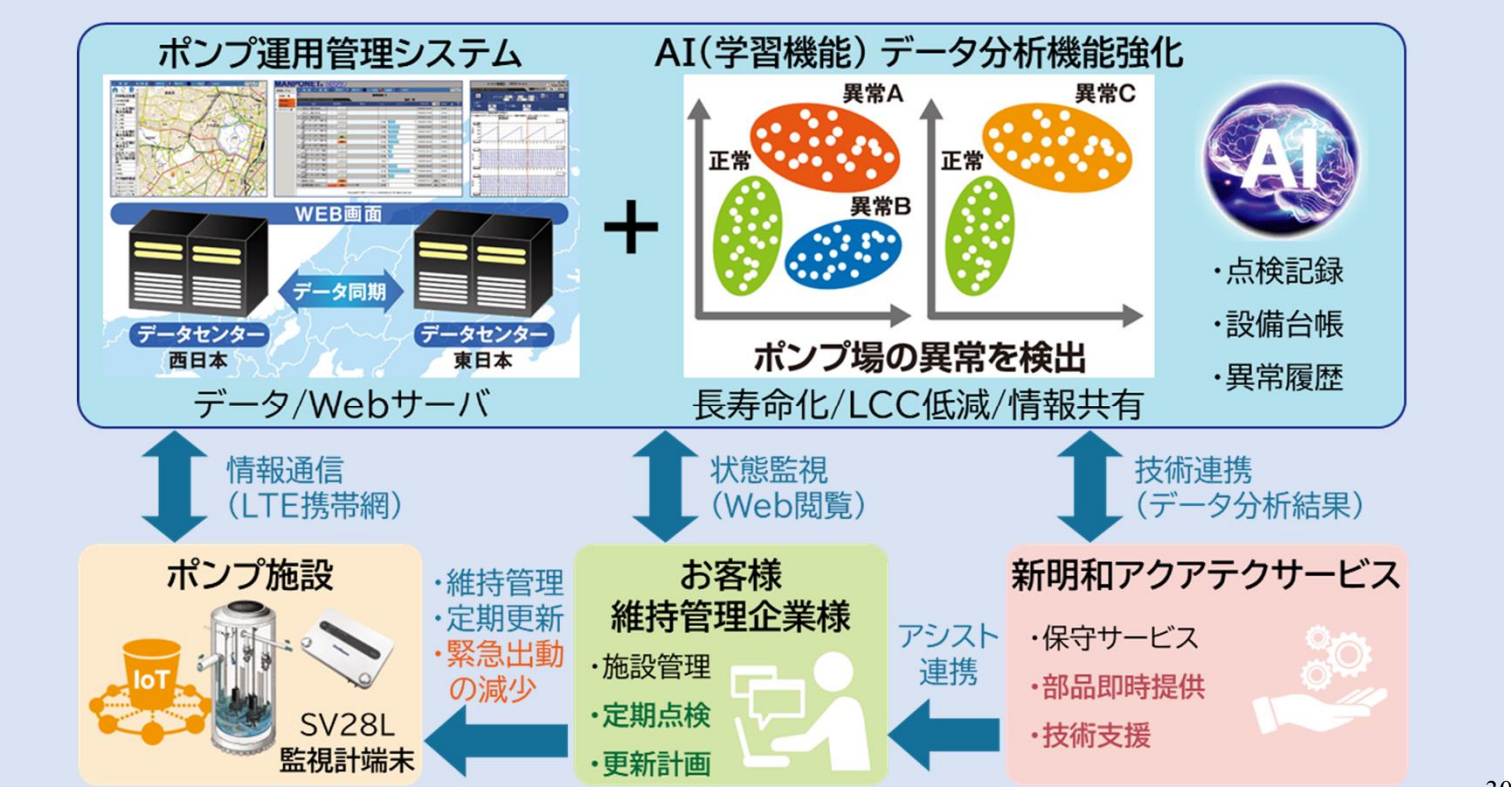 ポンプ運用管理システム
AI(学習機能) データ分析機能強化
WEB画面
データ同期
データセンター
西日本
データセンター
東日本
データ/Webサーバ
+
異常A
正常
異常B
異常C
正常
ポンプ場の異常を検出
長寿命化/LCC低減/情報共有
AI
・点検記録
・設備台帳
・異常履歴
情報通信
(LTE携帯網)
状態監視
(Web閲覧)
技術連携
(データ分析結果)
ポンプ施設
IoT
SV28L
監視計端末
・維持管理
・定期更新
・緊急出動
の減少
お客様
維持管理企業様
・施設管理
・定期点検
・更新計画
アシスト
連携
新明和アクアテクサービス
・保守サービス
・部品即時提供
・技術支援